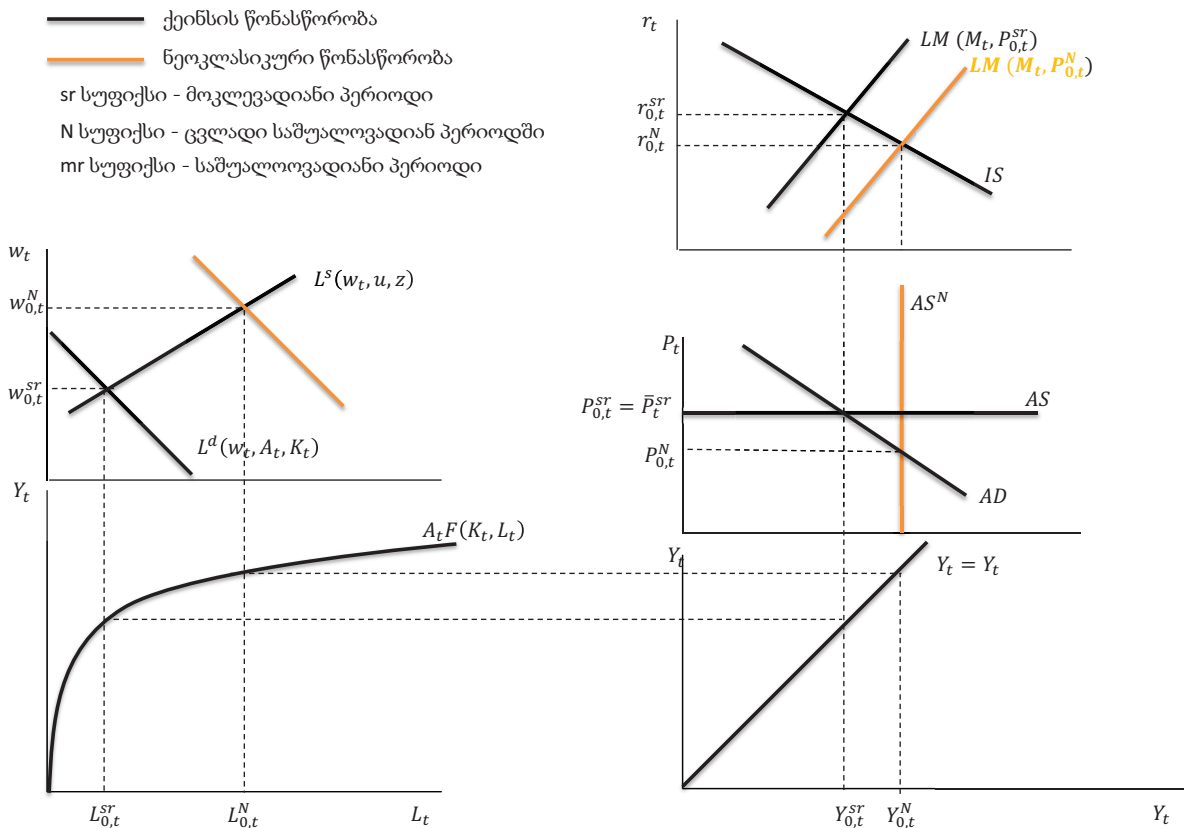 ქეინსის წონასწორობა
ნეოკლასიკური წონასწორობა
sr სუფიქსი - მოკლევადიანი პერიოდი
N სუფიქსი - ცვლადი საშუალოვადიან პერიოდში
mr სუფიქსი - საშუალოოვადიანი პერიოდი
r_t
LM (M_t, P_{0,t}^{sr})
LM (M_t, P_{0,t}^N)
r_{0,t}^{sr}
r_{0,t}^N
IS
w_t
L^s(w_t, u, z)
w_{0,t}^N
w_{0,t}^{sr}
L^d(w_t, A_t, K_t)
P_t
AS^N
P_{0,t}^{sr} = P̄_t^{sr}
AS
P_{0,t}^N
AD
Y_t
A_tF(K_t, L_t)
L_{0,t}^{sr}
L_{0,t}^N
L_t
Y_t
Y_t = Y_t
Y_{0,t}^{sr}
Y_{0,t}^N
Y_t